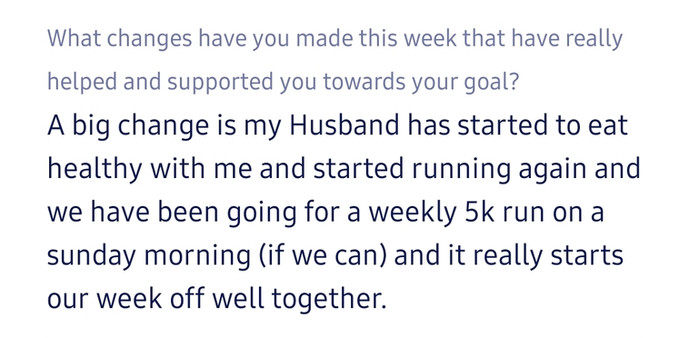 What changes have you made this week that have really
helped and supported you towards your goal?
A big change is my Husband has started to eat
healthy with me and started running again and
we have been going for a weekly 5k run on a
sunday morning (if we can) and it really starts
our week off well together.